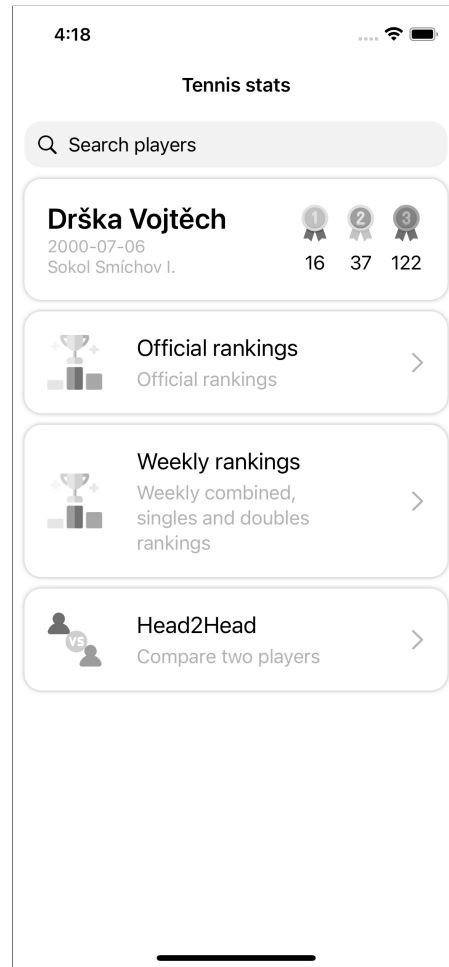 4:18
Tennis stats
Search players
Drška Vojtěch
2000-07-06
Sokol Smíchov I.
1 2 3
16 37 122
Official rankings
Official rankings
Weekly rankings
Weekly combined,
singles and doubles
rankings
Head2Head
VS
Compare two players